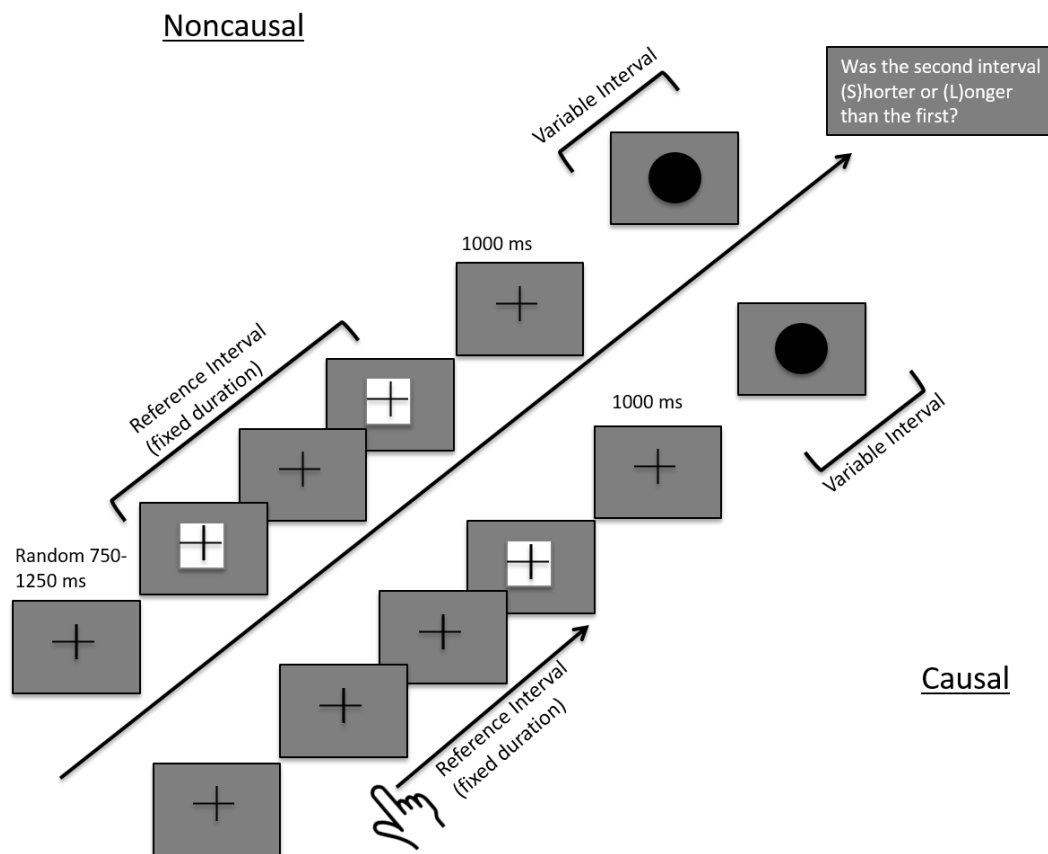 Noncausal
Was the second interval
(S)horter or (L)onger
than the first?
Variable Interval
1000 ms
Reference Interval
(fixed duration)
1000 ms
Variable Interval
Random 750-
1250 ms
Causal
Reference Interval
(fixed duration)